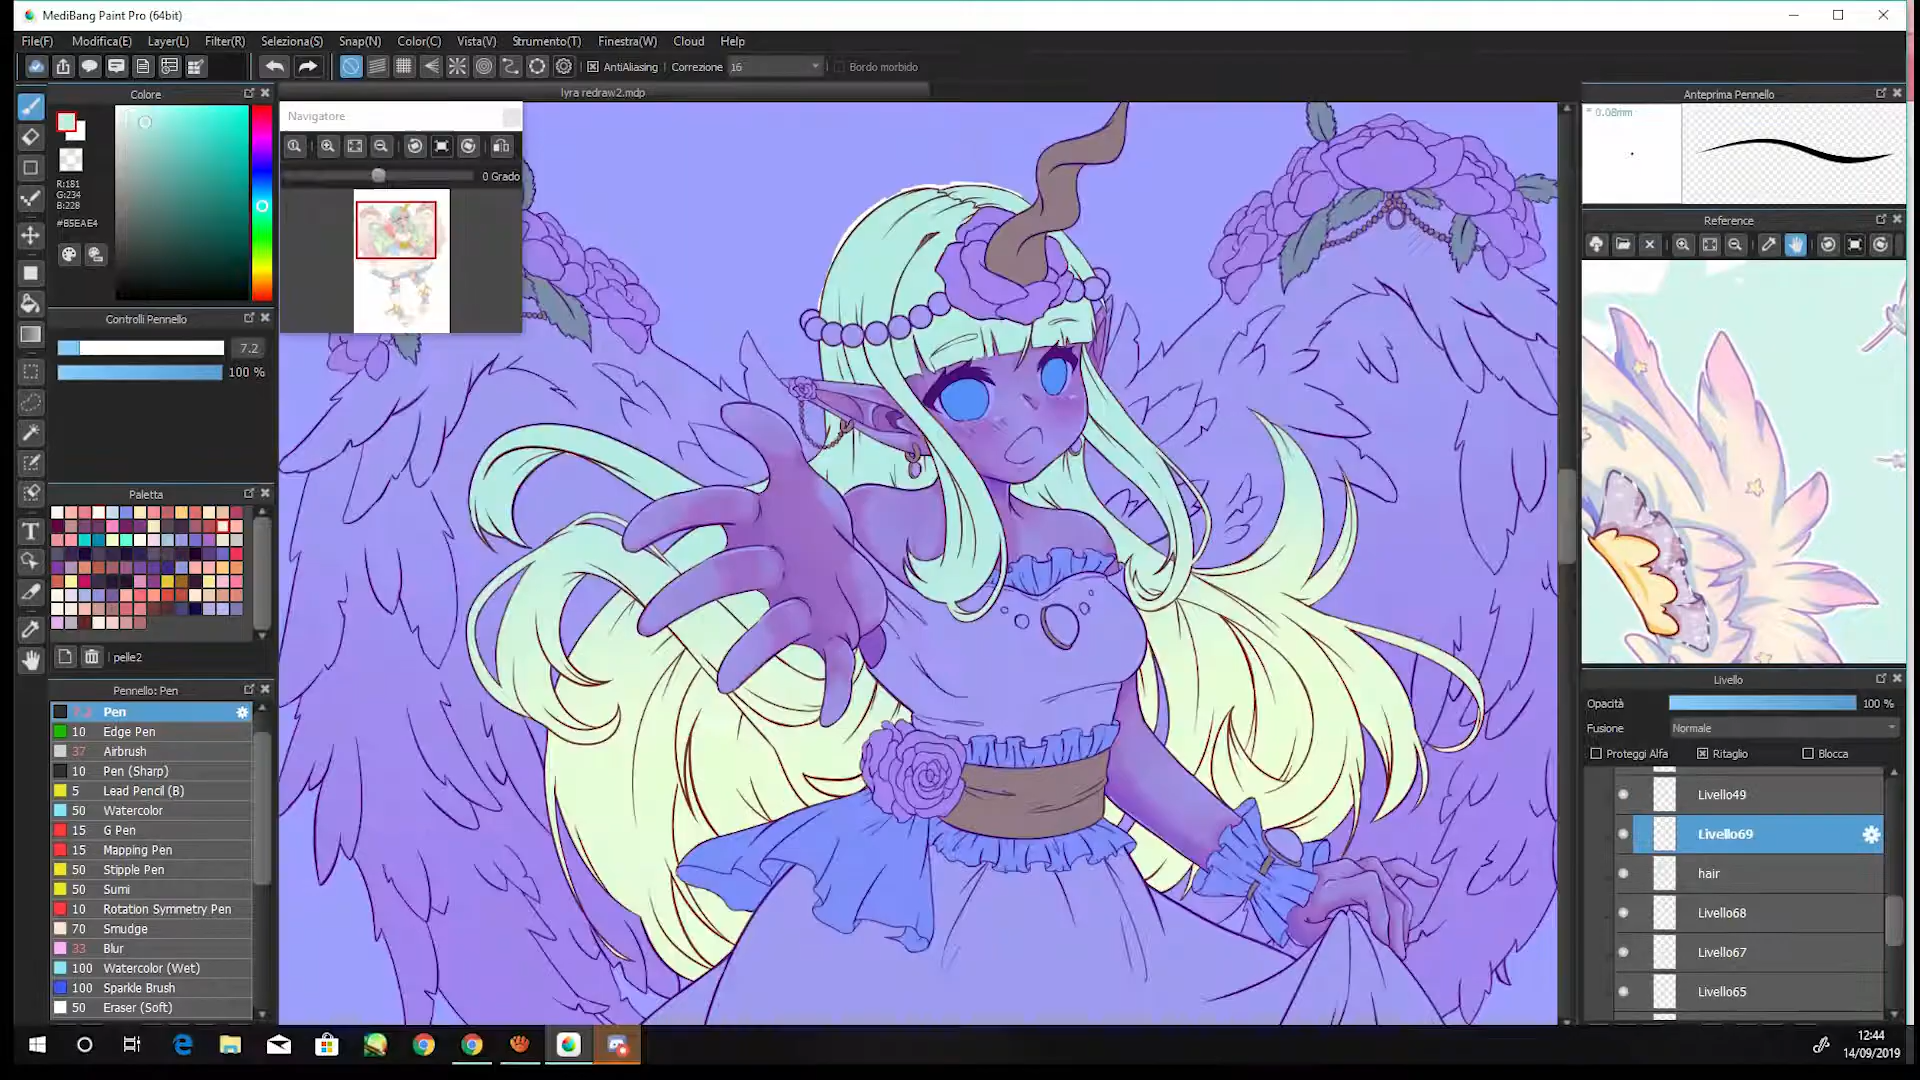 MediBang Paint Pro (64bit)
File(F) Modifica(E) Layer(L) Filter(R) Seleziona(S) Snap(N) Color(C) Vista(V) Strumento(T) Finestra(W) Cloud Help
AntiAliasing Correzione 16 Bordo morbido
Colore
lyra redraw2.mdp
Anteprima Pennello
R:181
G:234
B:228
#B5EAE4
Navigatore
0 Grado
0.08mm
Reference
Controlli Pennello
7.2
100 %
Paletta
pelle2
Pennello: Pen
Pen
10 Edge Pen
37 Airbrush
10 Pen (Sharp)
5 Lead Pencil (B)
50 Watercolor
15 G Pen
15 Mapping Pen
50 Stipple Pen
50 Sumi
10 Rotation Symmetry Pen
70 Smudge
33 Blur
100 Watercolor (Wet)
100 Sparkle Brush
50 Eraser (Soft)
Livello
Opacità 100 %
Fusione Normale
Proteggi Alfa Ritaglio Blocca
Livello49
Livello69
hair
Livello68
Livello67
Livello65
12:44
14/09/2019